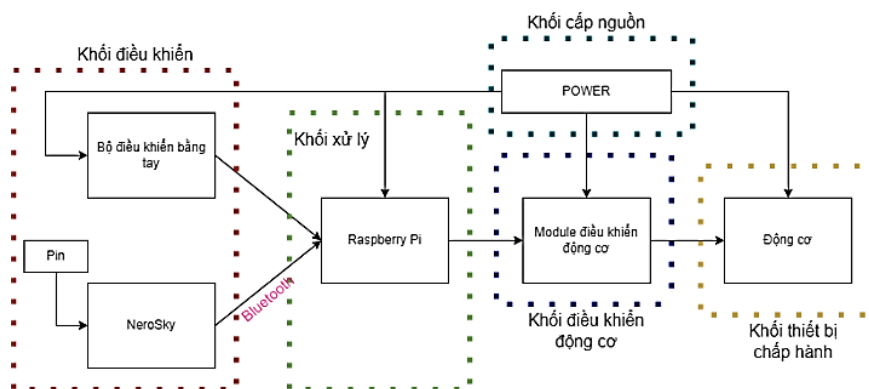 Khối cấp nguồn
Khối điều khiển
POWER
Bộ điều khiển bằng
tay
Khối xử lý
Raspberry Pi
Module điều khiển
động cơ
Động cơ
Pin
NeroSky
Bluetooth
Khối điều khiển
động cơ
Khối thiết bị
chấp hành